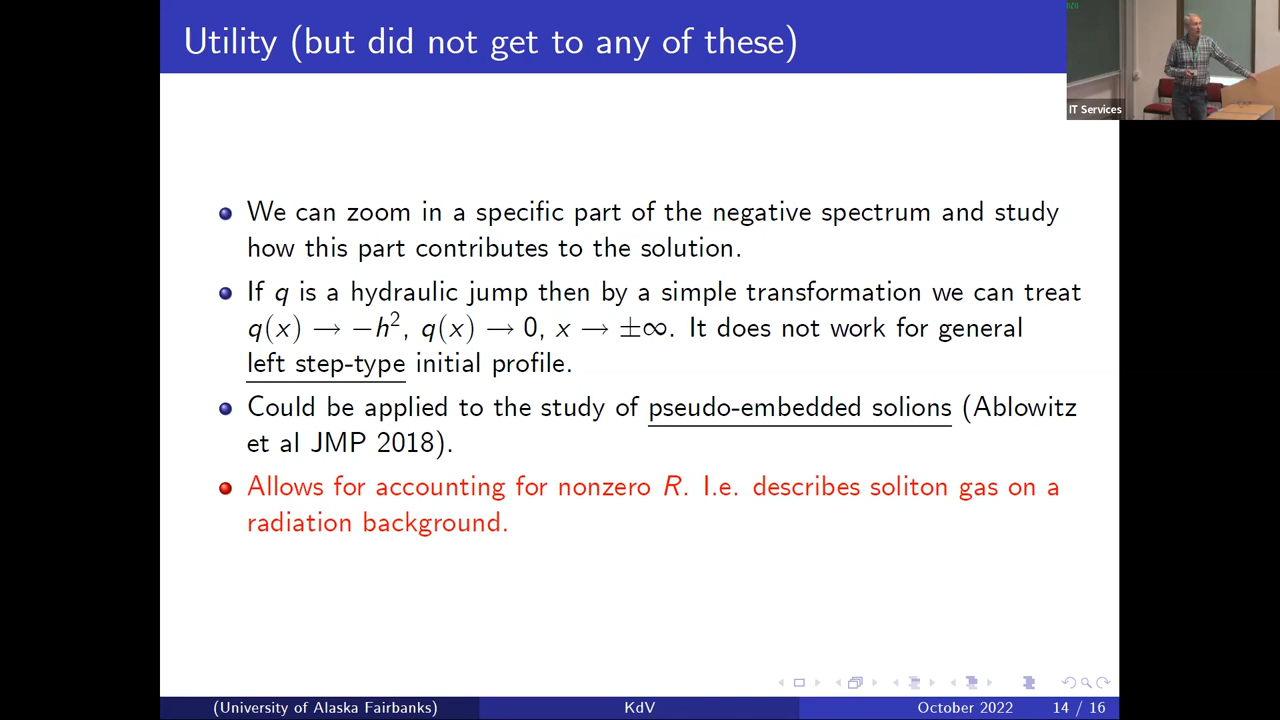 Utility (but did not get to any of these)
IT Services
We can zoom in a specific part of the negative spectrum and study
how this part contributes to the solution.
If q is a hydraulic jump then by a simple transformation we can treat
q(x) → −h², q(x) → 0, x → ±∞. It does not work for general
left step-type initial profile.
Could be applied to the study of pseudo-embedded solions (Ablowitz
et al JMP 2018).
Allows for accounting for nonzero R. I.e. describes soliton gas on a
radiation background.
(University of Alaska Fairbanks) KdV October 2022 14 / 16